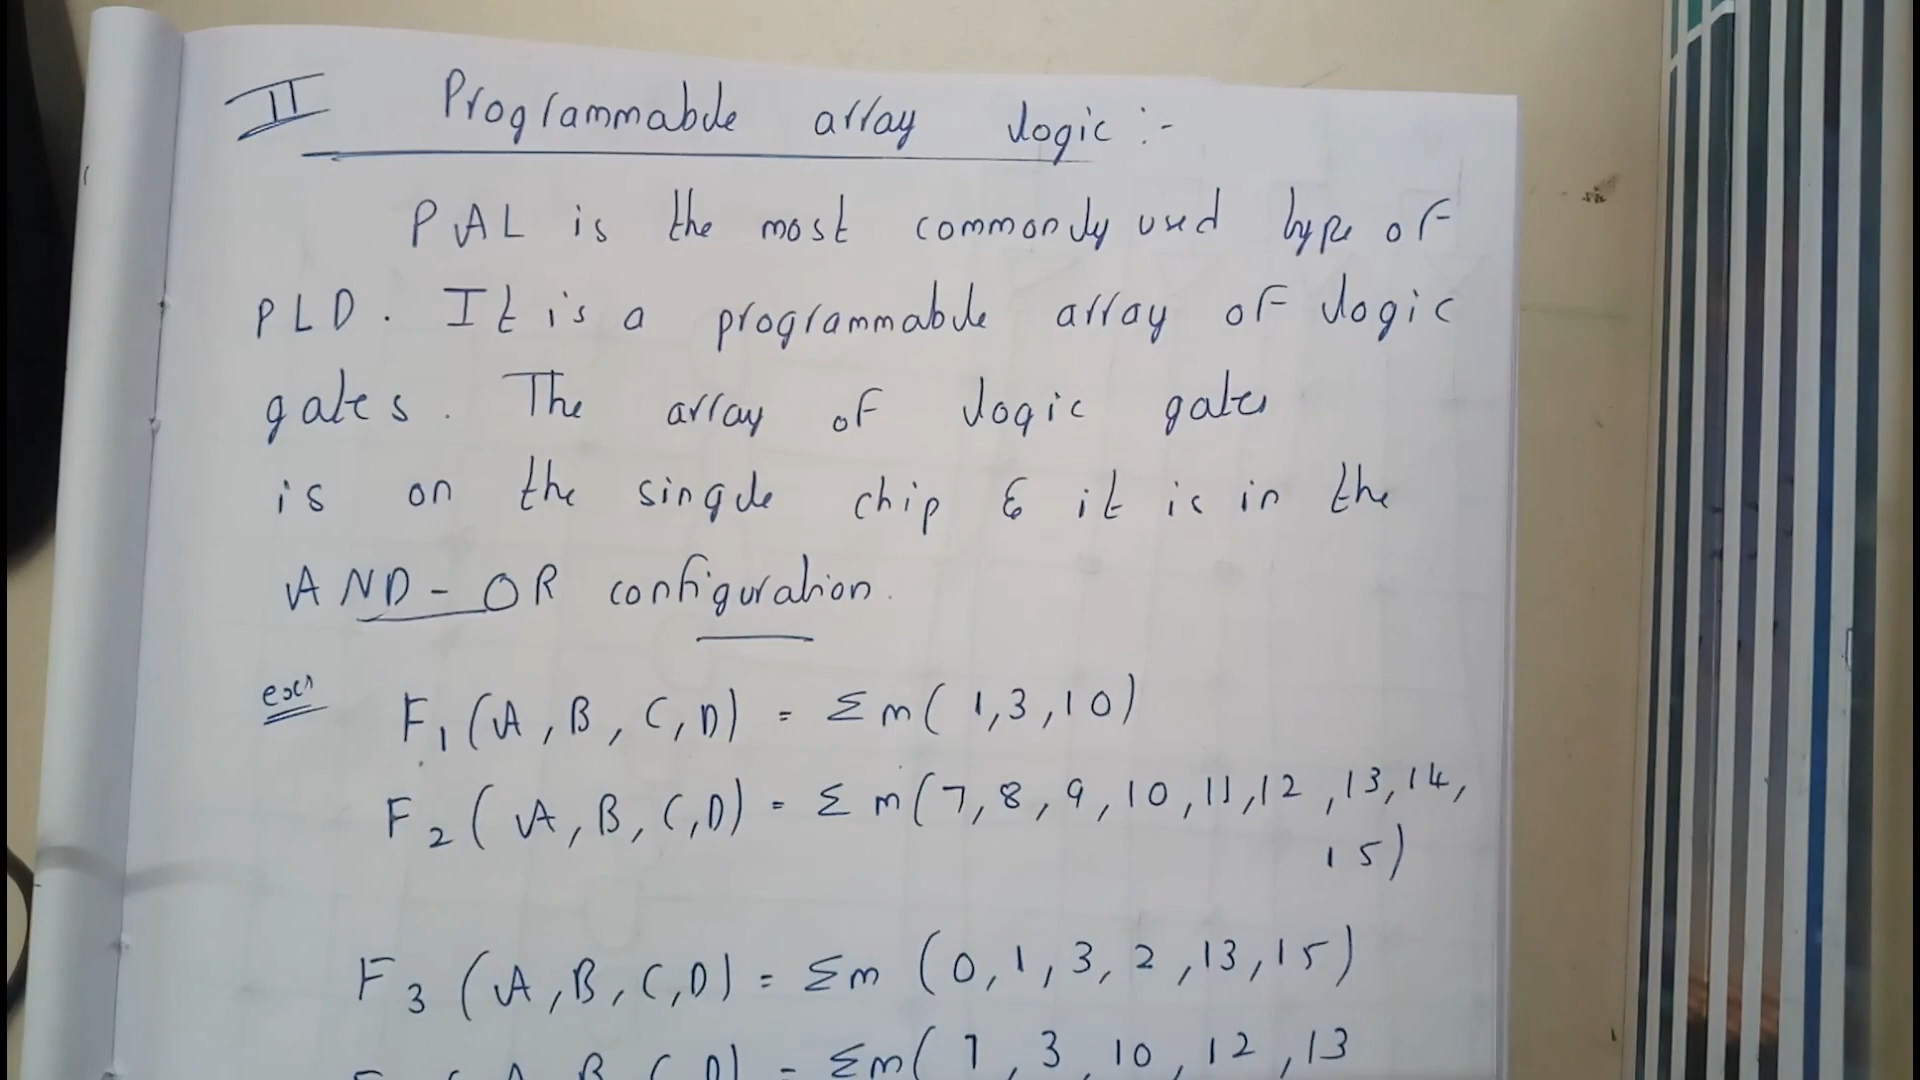 II Programmable array logic :-
PAL is the most commonly used type of
PLD. It is a programmable array of logic
gates. The array of logic gates
is on the single chip & it is in the
AND-OR configuration.
F₁(A,B,C,D) = Σm(1,3,10)
F₂(A,B,C,D) = Σm(7,8,9,10,11,12,13,14,
15)
F₃(A,B,C,D) = Σm(0,1,3,2,13,15)
(A B C D) = Σm( 3, 10, 12, 13